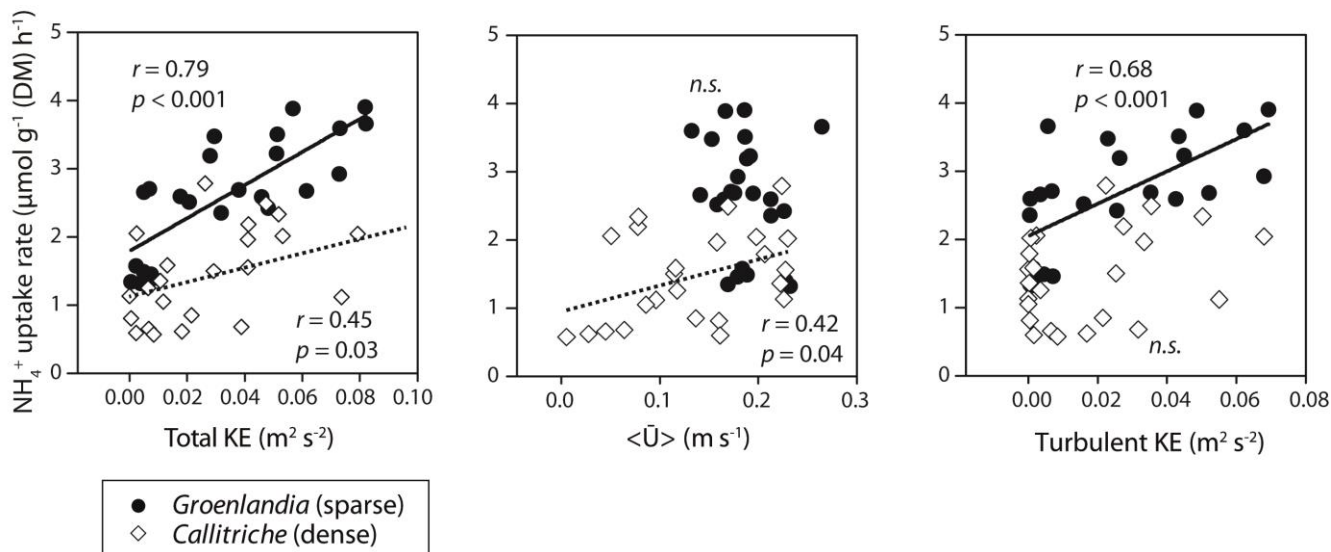 NH₄⁺ uptake rate (µmol g⁻¹ (DM) h⁻¹)
5
4
3
2
1
0
r = 0.79
p < 0.001
r = 0.45
p = 0.03
0.00 0.02 0.04 0.06 0.08 0.10
Total KE (m² s⁻²)
5
4
3
2
1
0
n.s.
r = 0.42
p = 0.04
0.0 0.1 0.2 0.3
<Ū> (m s⁻¹)
5
4
3
2
1
0
r = 0.68
p < 0.001
n.s.
0.00 0.02 0.04 0.06 0.08
Turbulent KE (m² s⁻²)
Groenlandia (sparse)
Callitriche (dense)